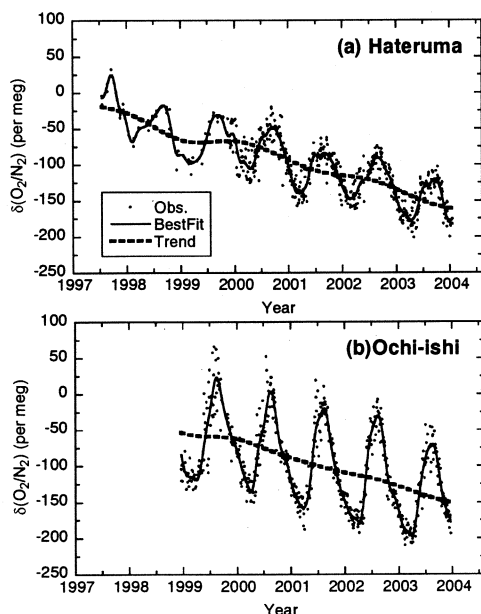 (a) Hateruma
δ(O₂/N₂) (per meg)
100
50
0
-50
-100
-150
-200
-250
Obs.
BestFit
Trend
1997 1998 1999 2000 2001 2002 2003 2004
Year
(b)Ochi-ishi
δ(O₂/N₂) (per meg)
100
50
0
-50
-100
-150
-200
-250
1997 1998 1999 2000 2001 2002 2003 2004
Year